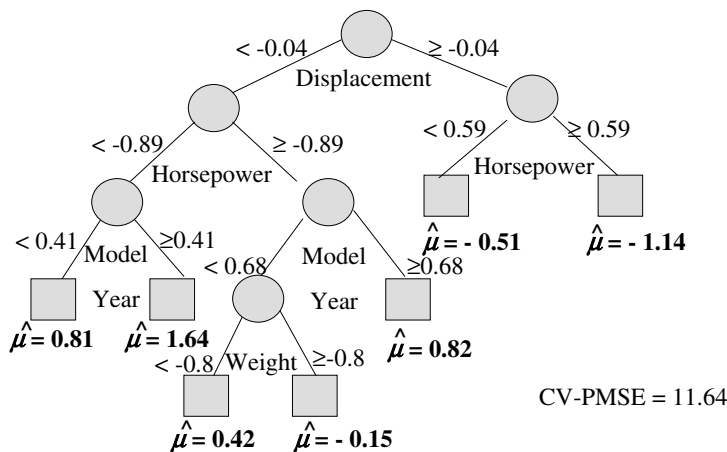 < -0.04
≥ -0.04
Displacement
< -0.89
≥ -0.89
Horsepower
< 0.59
≥ 0.59
Horsepower
μ̂ = - 0.51
μ̂ = - 1.14
< 0.41
≥0.41
Model
Year
< 0.68
≥0.68
Model
Year
μ̂ = 0.81
μ̂ = 1.64
μ̂ = 0.82
< -0.8
≥-0.8
Weight
μ̂ = 0.42
μ̂ = - 0.15
CV-PMSE = 11.64